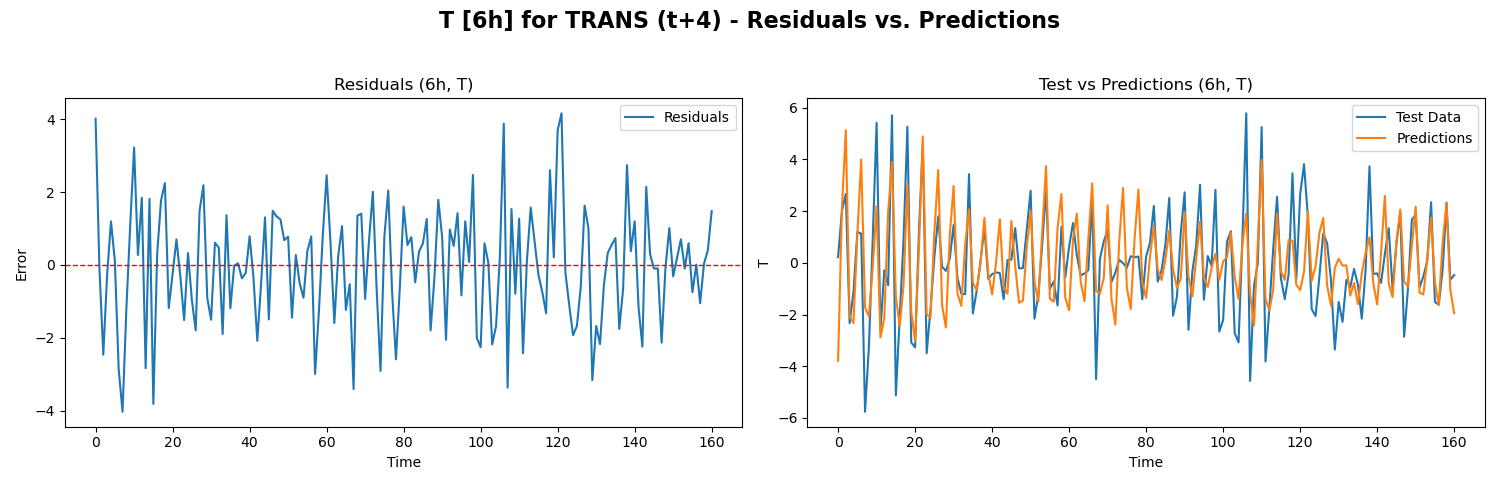 T [6h] for TRANS (t+4) - Residuals vs. Predictions
Residuals (6h, T)
Error
4
2
0
−2
−4
0 20 40 60 80 100 120 140 160
Time
Residuals
Test vs Predictions (6h, T)
T
6
4
2
0
−2
−4
−6
0 20 40 60 80 100 120 140 160
Time
Test Data
Predictions